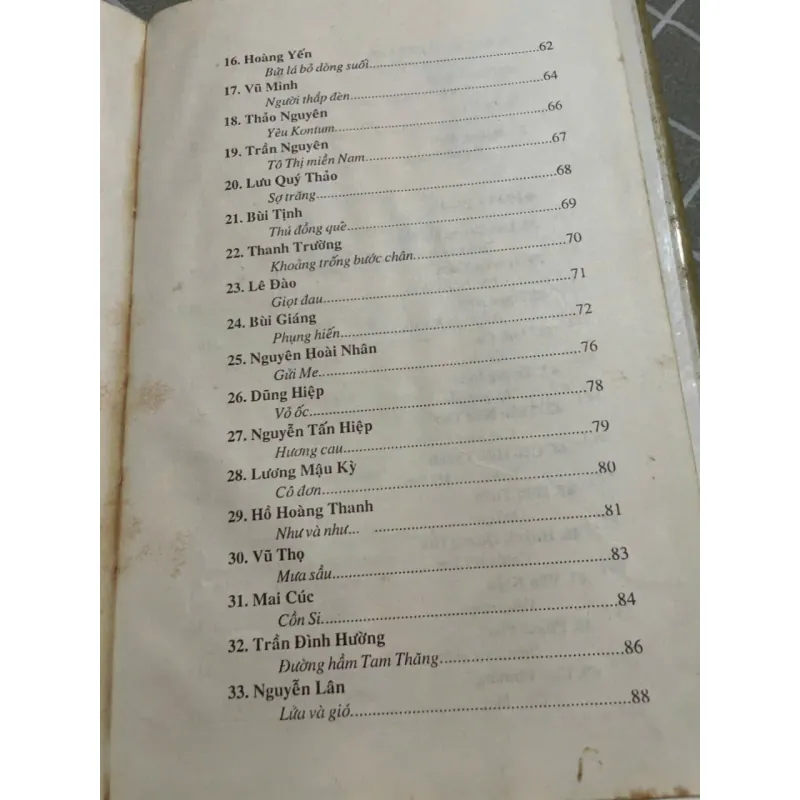 16. Hoàng Yến
Bứt lá bỏ dòng suối..................................62
17. Vũ Minh
Người thắp đèn..................................64
18. Thảo Nguyên
Yêu Kontum..................................66
19. Trần Nguyên
Tô Thị miền Nam..................................67
20. Lưu Quý Thảo
Sợ trăng..................................68
21. Bùi Tịnh
Thú đồng quê..................................69
22. Thanh Trường
Khoảng trống bước chân..................................70
23. Lê Đào
Giọt đau..................................71
24. Bùi Giáng
Phụng hiến..................................72
25. Nguyên Hoài Nhân
Gửi Mẹ..................................76
26. Dũng Hiệp
Vỏ ốc..................................78
27. Nguyễn Tấn Hiệp
Hương cau..................................79
28. Lương Mậu Kỳ
Cô đơn..................................80
29. Hồ Hoàng Thanh
Như và như... ..................................81
30. Vũ Thọ
Mưa sầu..................................83
31. Mai Cúc
Cồn Si..................................84
32. Trần Đình Hường
Đường hầm Tam Thăng..................................86
33. Nguyễn Lân
Lửa và gió..................................88